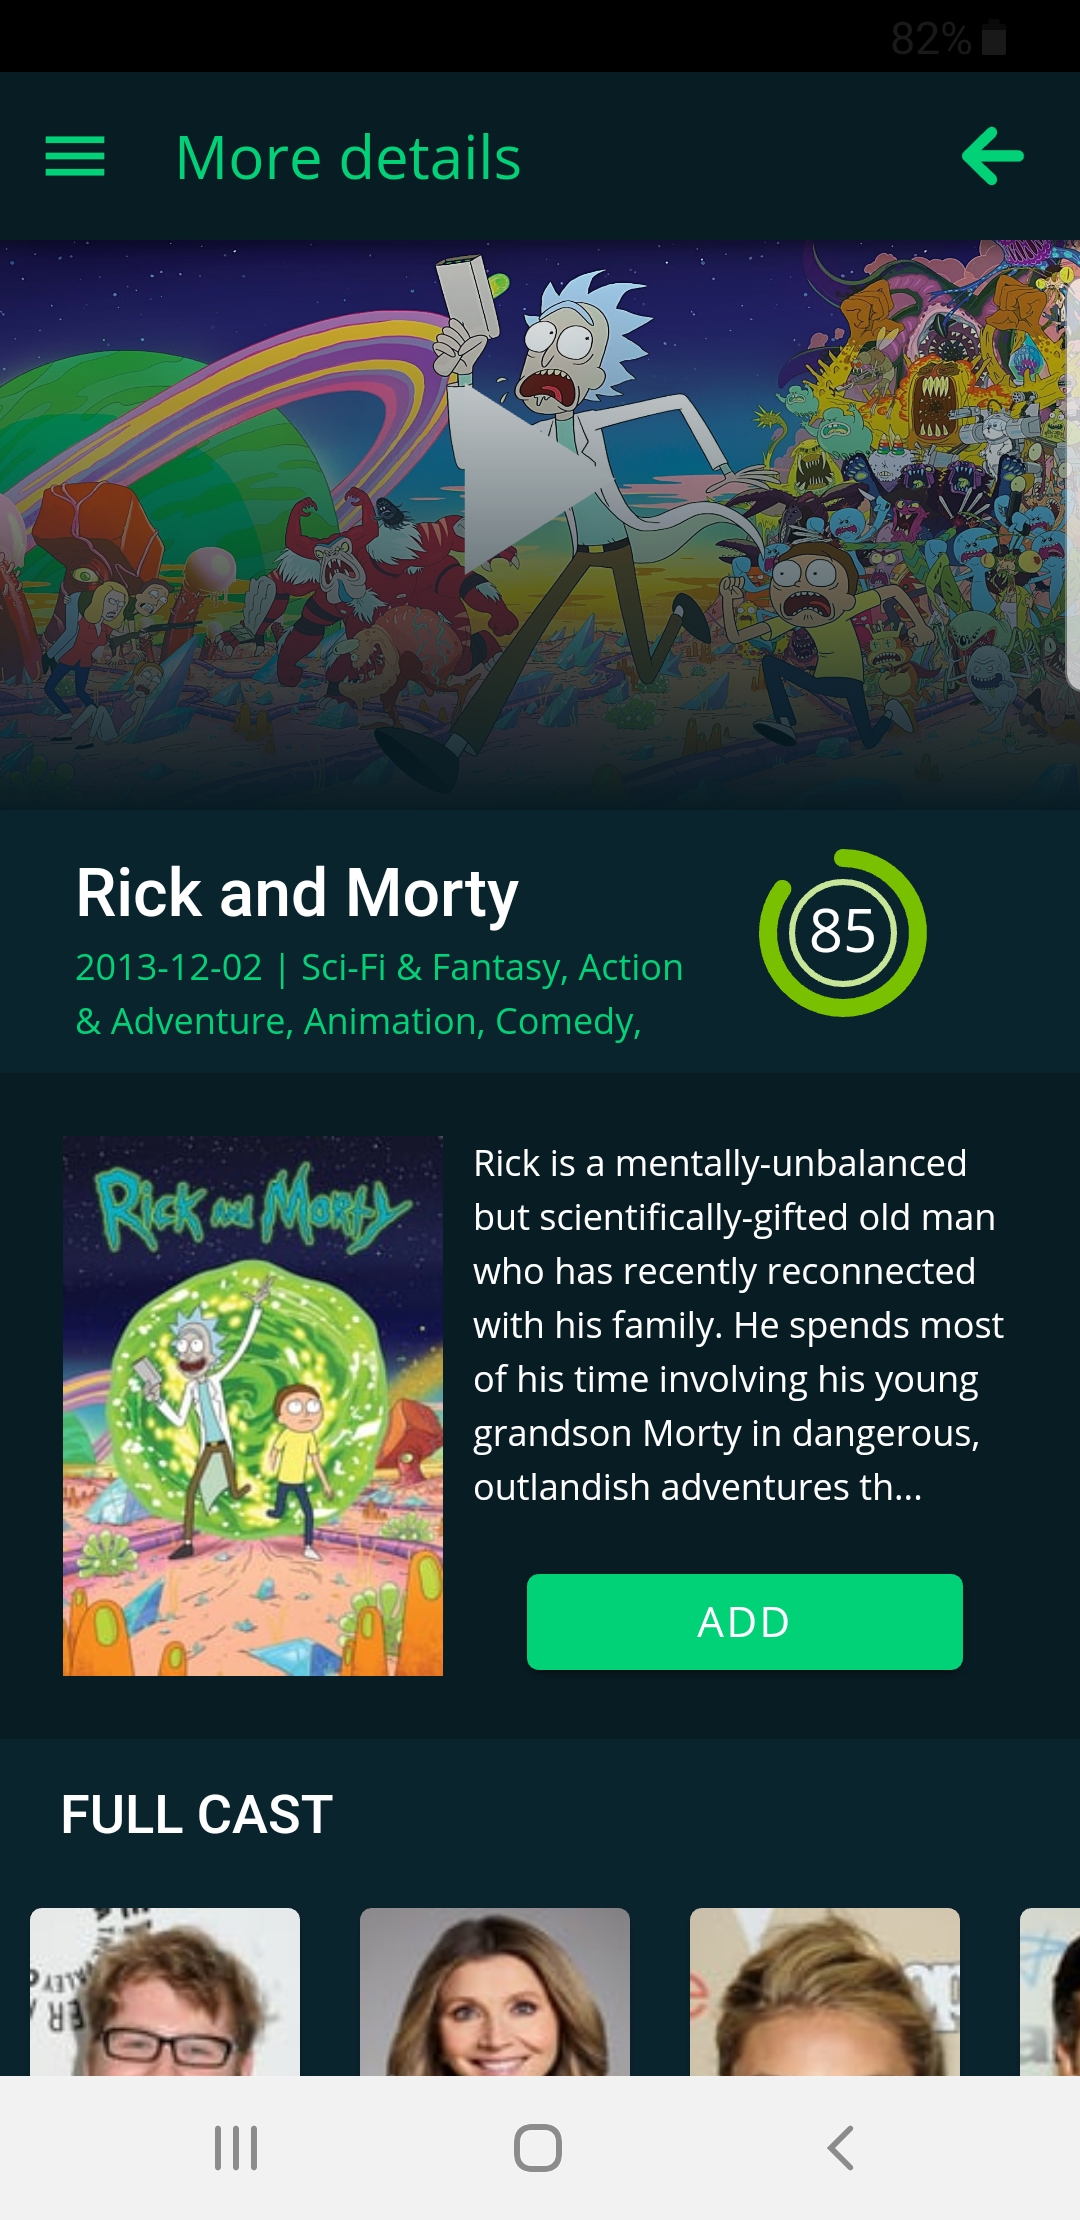 82%
More details
Rick and Morty
85
2013-12-02 | Sci-Fi & Fantasy, Action
& Adventure, Animation, Comedy,
Rick and Morty
Rick is a mentally-unbalanced
but scientifically-gifted old man
who has recently reconnected
with his family. He spends most
of his time involving his young
grandson Morty in dangerous,
outlandish adventures th...
ADD
FULL CAST